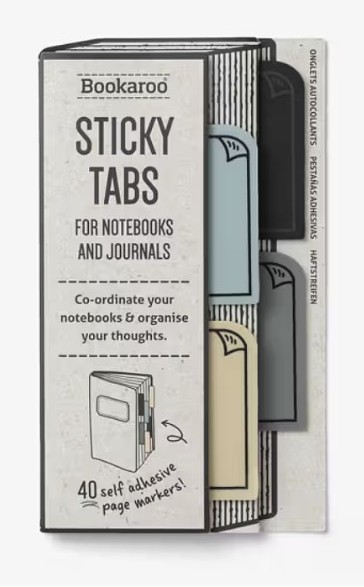 Bookaroo®
STICKY
TABS
FOR NOTEBOOKS
AND JOURNALS
Co-ordinate your
notebooks & organise
your thoughts.
40 self adhesive
page markers!
ONGLETS AUTOCOLLANTS PESTAÑAS ADHESIVAS HAFTSTREIFEN